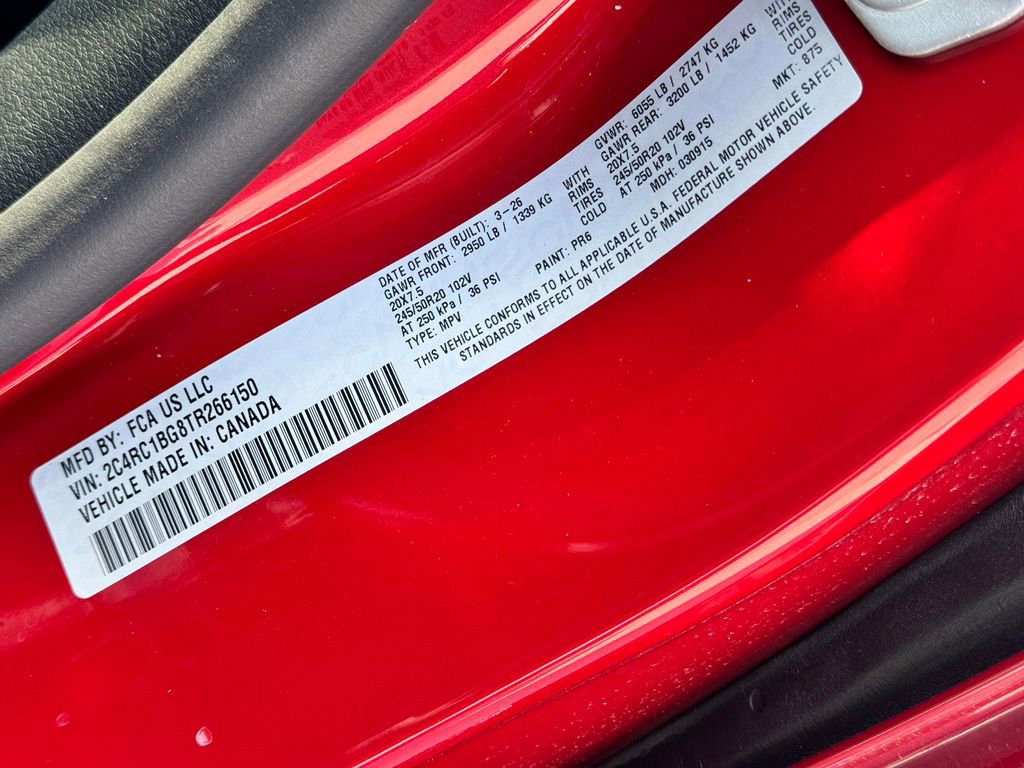 MFD BY: FCA US LLC
VIN: 2C4RC1BG8TR266150
VEHICLE MADE IN: CANADA
DATE OF MFR (BUILT): 3-26
GVWR: 6055 LB / 2747 KG
GAWR FRONT: 2950 LB / 1339 KG WITH
20X7.5 RIMS
245/50R20 102V TIRES
AT 250 kPa / 36 PSI COLD
GAWR REAR: 3200 LB / 1452 KG WITH
20X7.5 RIMS
245/50R20 102V TIRES
AT 250 kPa / 36 PSI COLD
TYPE: MPV PAINT: PR6 MDH: 030915 MKT: 875
THIS VEHICLE CONFORMS TO ALL APPLICABLE U.S.A. FEDERAL MOTOR VEHICLE SAFETY
STANDARDS IN EFFECT ON THE DATE OF MANUFACTURE SHOWN ABOVE.